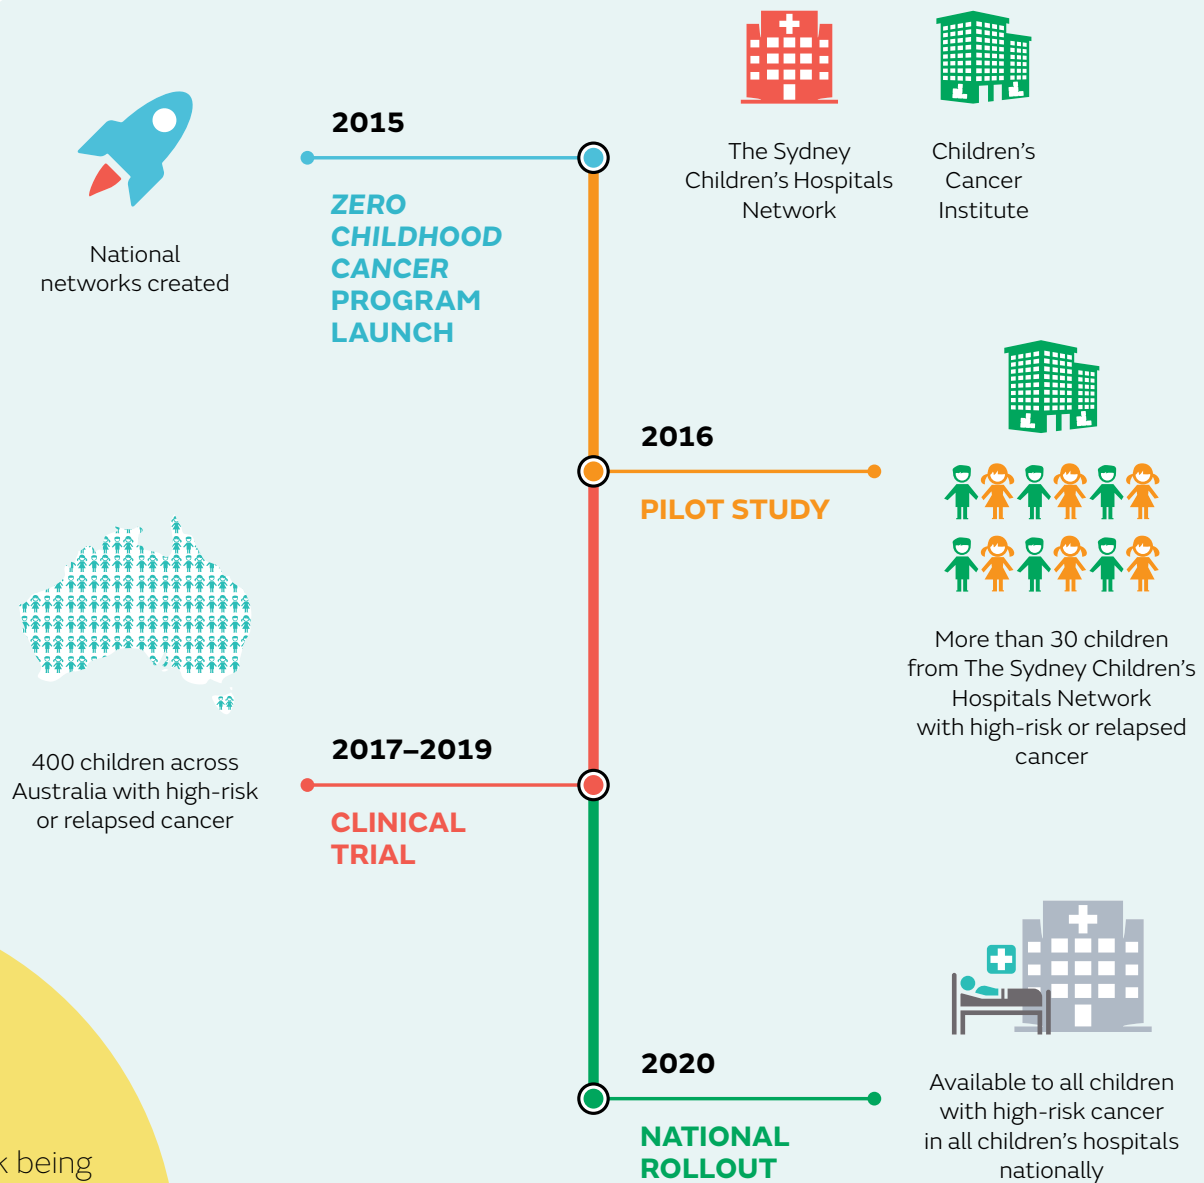 2015
ZERO
CHILDHOOD
CANCER
PROGRAM
LAUNCH
National
networks created
The Sydney
Children's Hospitals
Network
Children's
Cancer
Institute
2016
PILOT STUDY
More than 30 children
from The Sydney Children's
Hospitals Network
with high-risk or relapsed
cancer
2017–2019
CLINICAL
TRIAL
400 children across
Australia with high-risk
or relapsed cancer
2020
NATIONAL
ROLLOUT
Available to all children
with high-risk cancer
in all children's hospitals
nationally
being